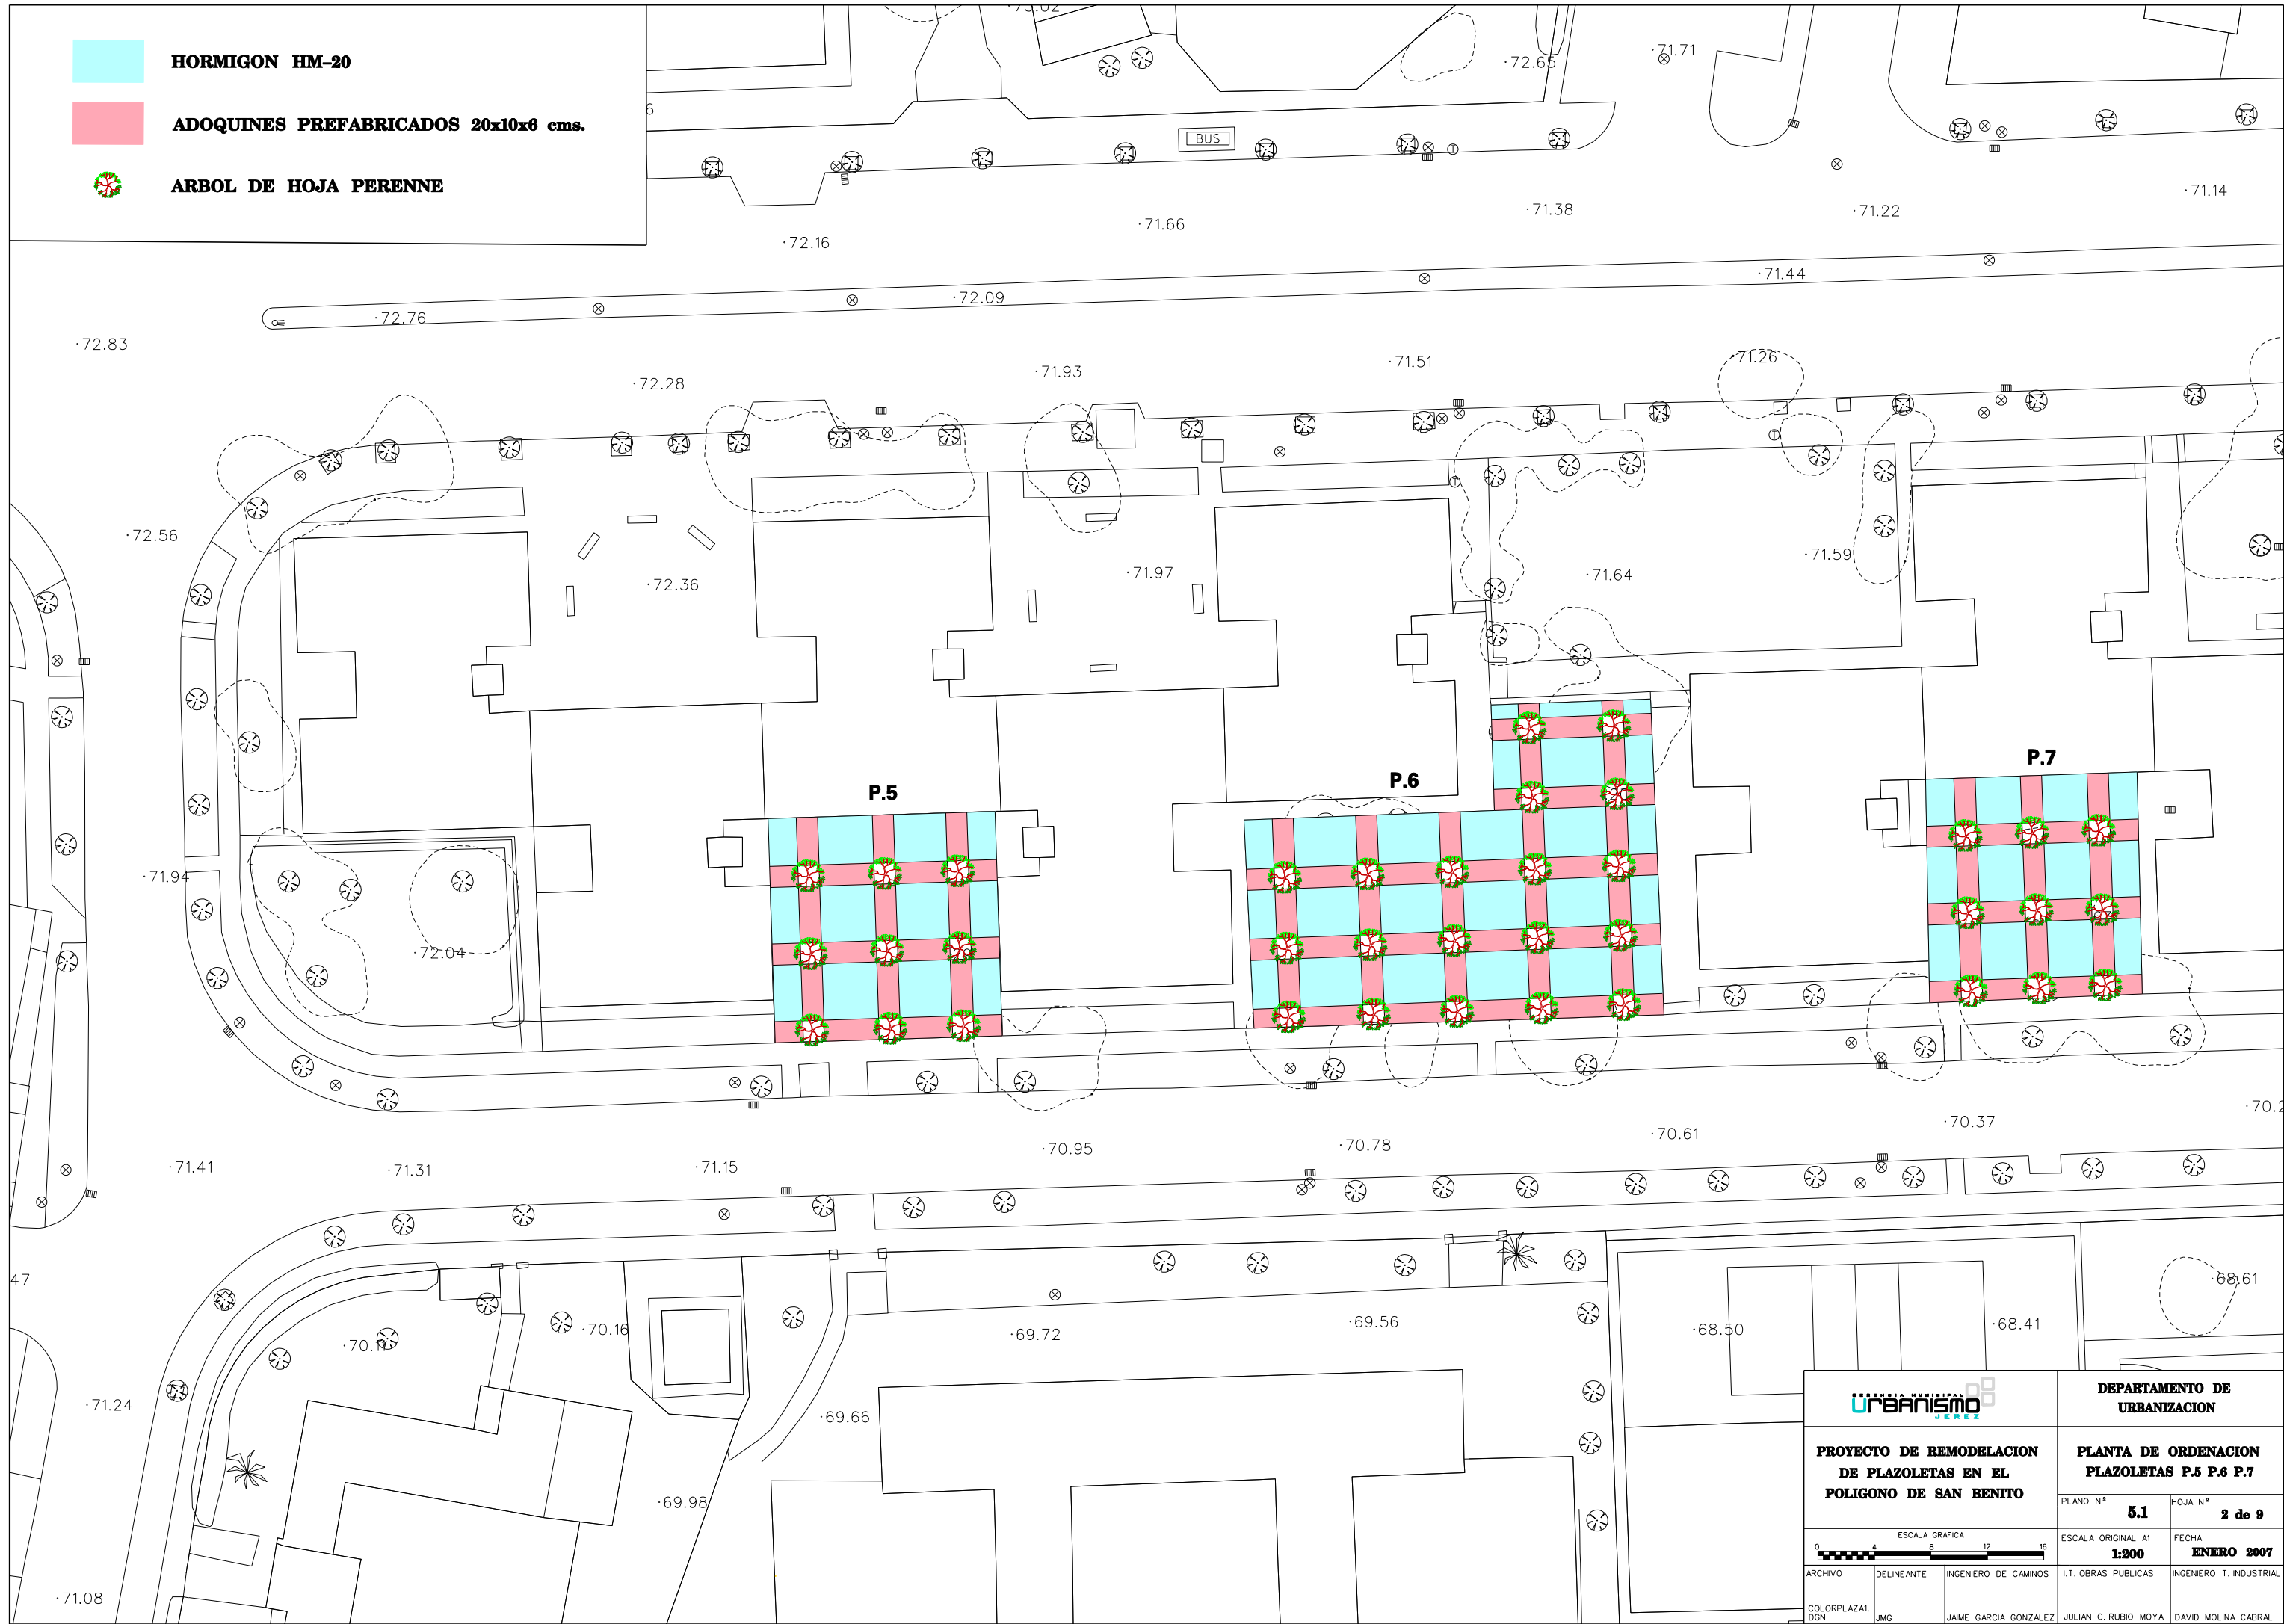 HORMIGON HM-20
ADOQUINES PREFABRICADOS 20x10x6 cms.
ARBOL DE HOJA PERENNE
·72.65
·71.71
BUS
·71.14
·71.38
·71.22
·71.66
·72.16
·71.44
·72.09
·72.76
·72.83
·71.26
·71.51
·71.93
·72.28
·72.56
·71.59
·71.97
·71.64
·72.36
P.7
P.6
P.5
·71.94
·72.04
·70.37
·70.61
·70.78
·70.95
·71.15
·71.31
·71.41
47
·68.61
·69.56
·68.41
·68.50
·70.16
·69.72
·71.24
·69.66
·69.98
·71.08
GERENCIA MUNICIPAL
URBANISMO
JEREZ
DEPARTAMENTO DE
URBANIZACION
PROYECTO DE REMODELACION
DE PLAZOLETAS EN EL
POLIGONO DE SAN BENITO
PLANTA DE ORDENACION
PLAZOLETAS P.5 P.6 P.7
PLANO Nº 5.1
HOJA Nº 2 de 9
ESCALA GRAFICA
0 4 8 12 16
ESCALA ORIGINAL A1
1:200
FECHA
ENERO 2007
ARCHIVO
COLORPLAZA1.
DGN
DELINEANTE
JMG
INGENIERO DE CAMINOS
JAIME GARCIA GONZALEZ
I.T. OBRAS PUBLICAS
JULIAN C. RUBIO MOYA
INGENIERO T. INDUSTRIAL
DAVID MOLINA CABRAL